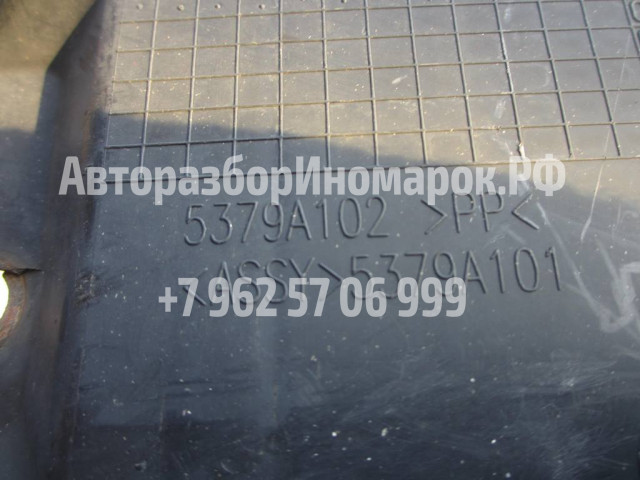 АвторазборИномарок.РФ
5379A102 >PP<
<ASSY>5379A101
+7 962 57 06 999